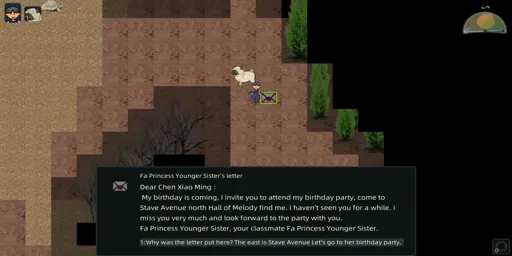 Fa Princess Younger Sister's letter
Dear Chen Xiao Ming :
My birthday is coming, I invite you to attend my birthday party, come to
Stave Avenue north Hall of Melody find me. I haven't seen you for a while. I
miss you very much and look forward to the party with you.
Fa Princess Younger Sister, your classmate Fa Princess Younger Sister.
1:Why was the letter put here? The east is Stave Avenue Let's go to her birthday party.